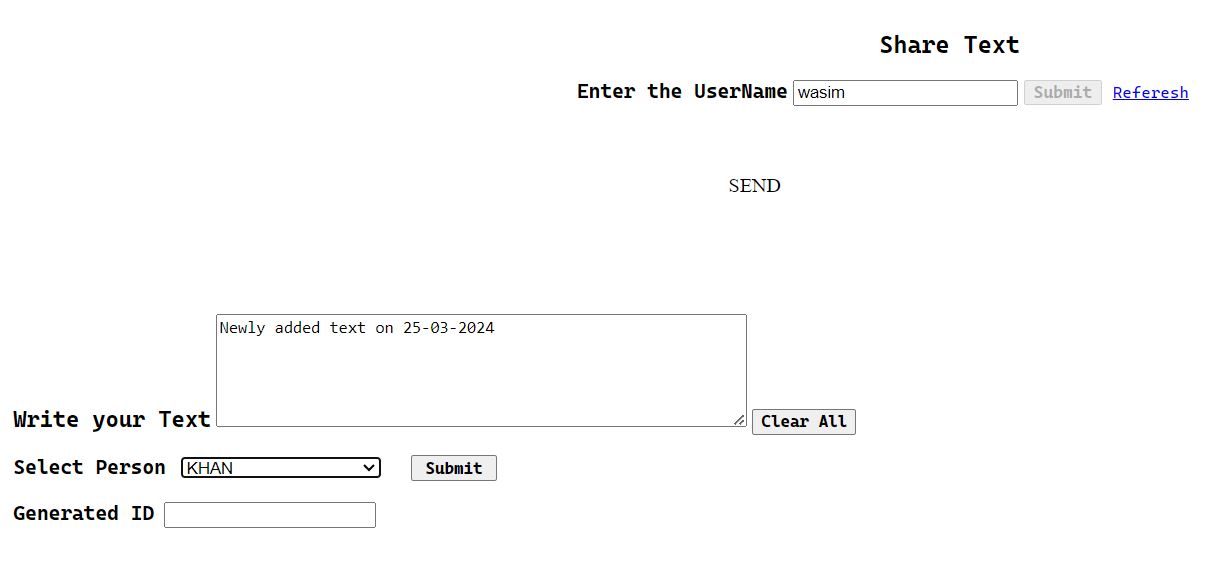 Share Text
Enter the UserName wasim Submit Referesh
SEND
Newly added text on 25-03-2024
Write your Text Clear All
Select Person KHAN Submit
Generated ID